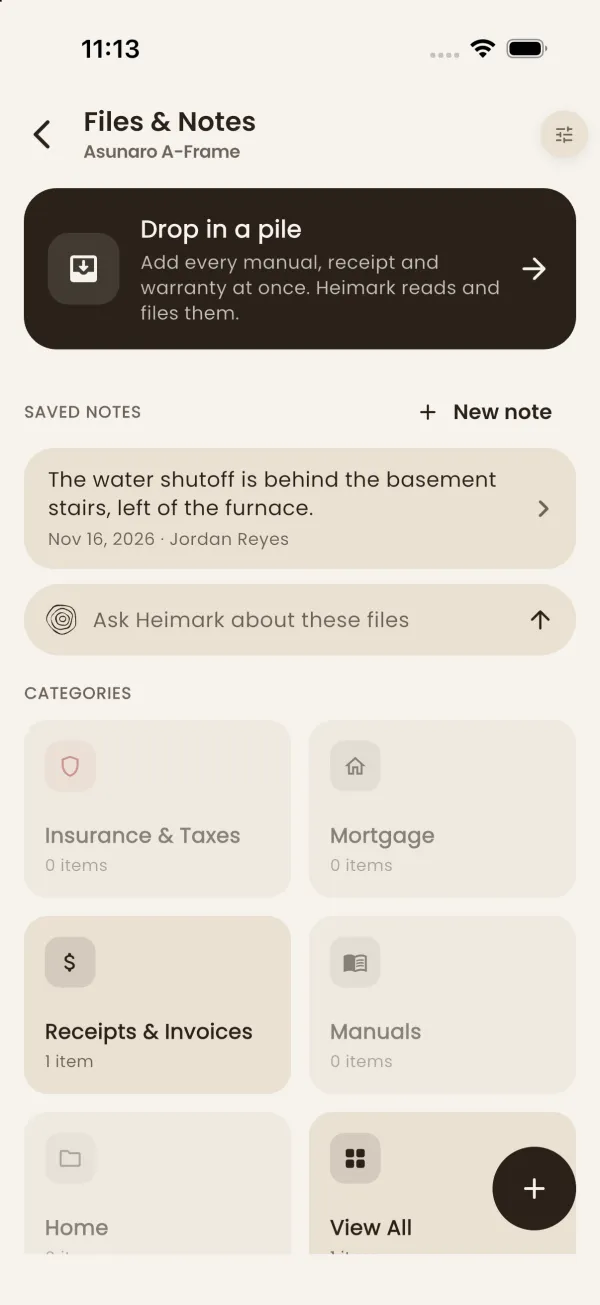 11:13
Files & Notes
Asunaro A-Frame
Drop in a pile
Add every manual, receipt and
warranty at once. Heimark reads and
files them.
SAVED NOTES
+ New note
The water shutoff is behind the basement
stairs, left of the furnace.
Nov 16, 2026 · Jordan Reyes
Ask Heimark about these files
CATEGORIES
Insurance & Taxes
0 items
Mortgage
0 items
Receipts & Invoices
1 item
Manuals
0 items
Home
View All